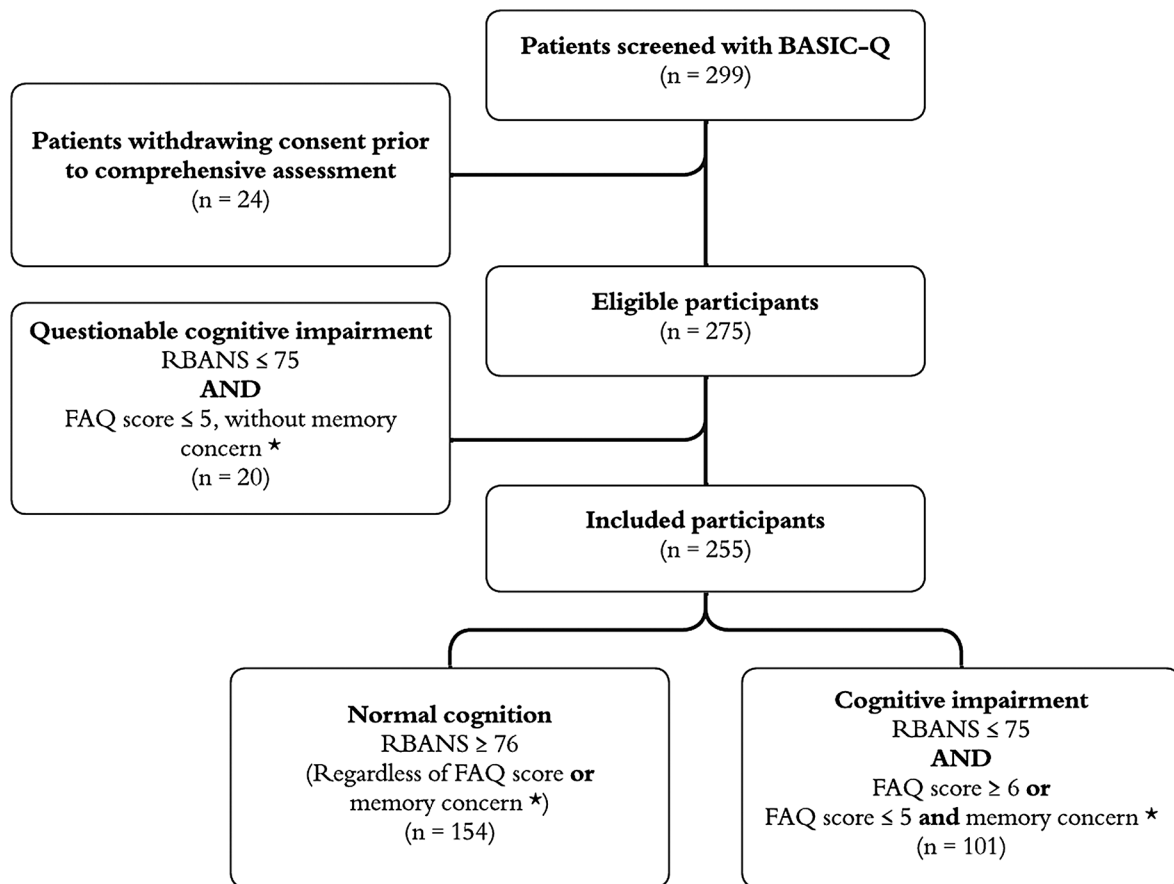 Patients screened with BASIC-Q
(n = 299)
Patients withdrawing consent prior
to comprehensive assessment
(n = 24)
Eligible participants
(n = 275)
Questionable cognitive impairment
RBANS ≤ 75
AND
FAQ score ≤ 5, without memory
concern ★
(n = 20)
Included participants
(n = 255)
Normal cognition
RBANS ≥ 76
(Regardless of FAQ score or
memory concern ★)
(n = 154)
Cognitive impairment
RBANS ≤ 75
AND
FAQ score ≥ 6 or
FAQ score ≤ 5 and memory concern ★
(n = 101)